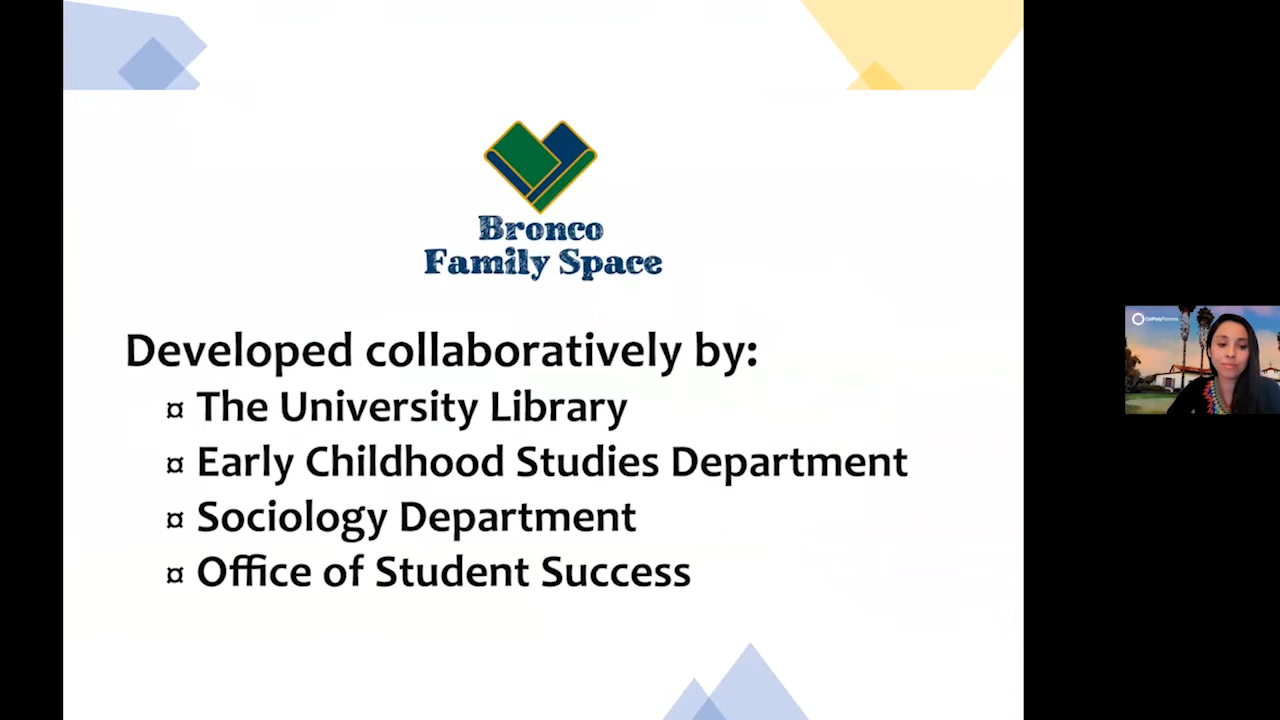 Bronco
Family Space
Developed collaboratively by:
¤ The University Library
¤ Early Childhood Studies Department
¤ Sociology Department
¤ Office of Student Success
CalPolyPomona